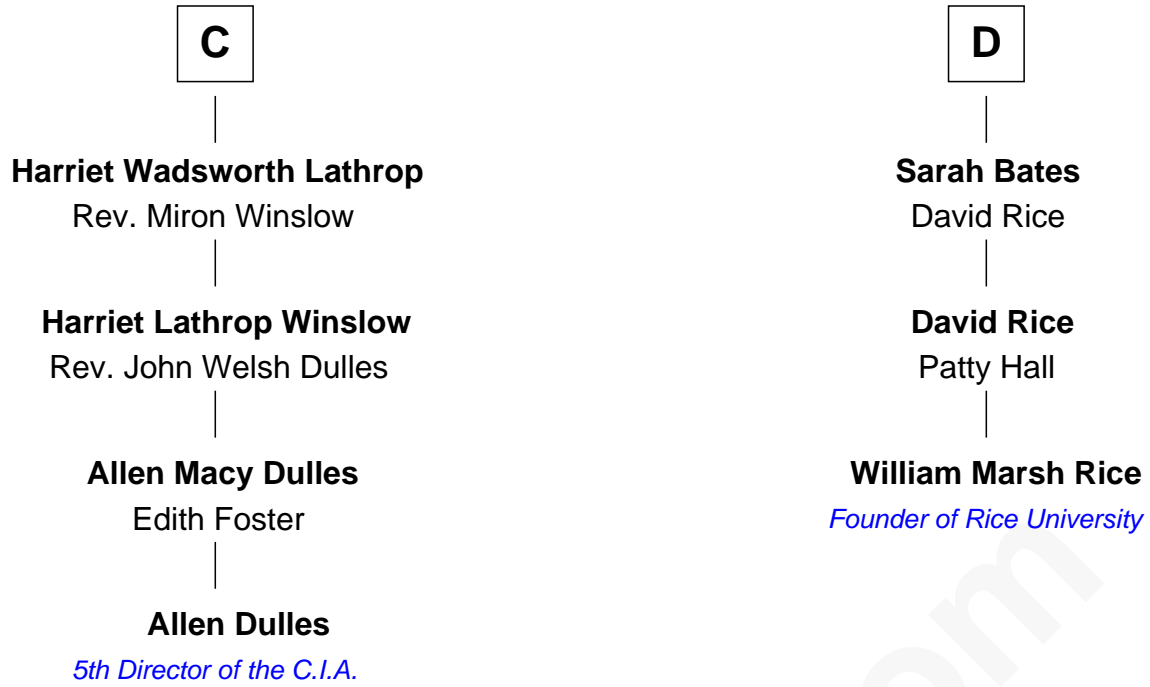 C
Harriet Wadsworth Lathrop
Rev. Miron Winslow
Harriet Lathrop Winslow
Rev. John Welsh Dulles
Allen Macy Dulles
Edith Foster
Allen Dulles
5th Director of the C.I.A.
D
Sarah Bates
David Rice
David Rice
Patty Hall
William Marsh Rice
Founder of Rice University
om